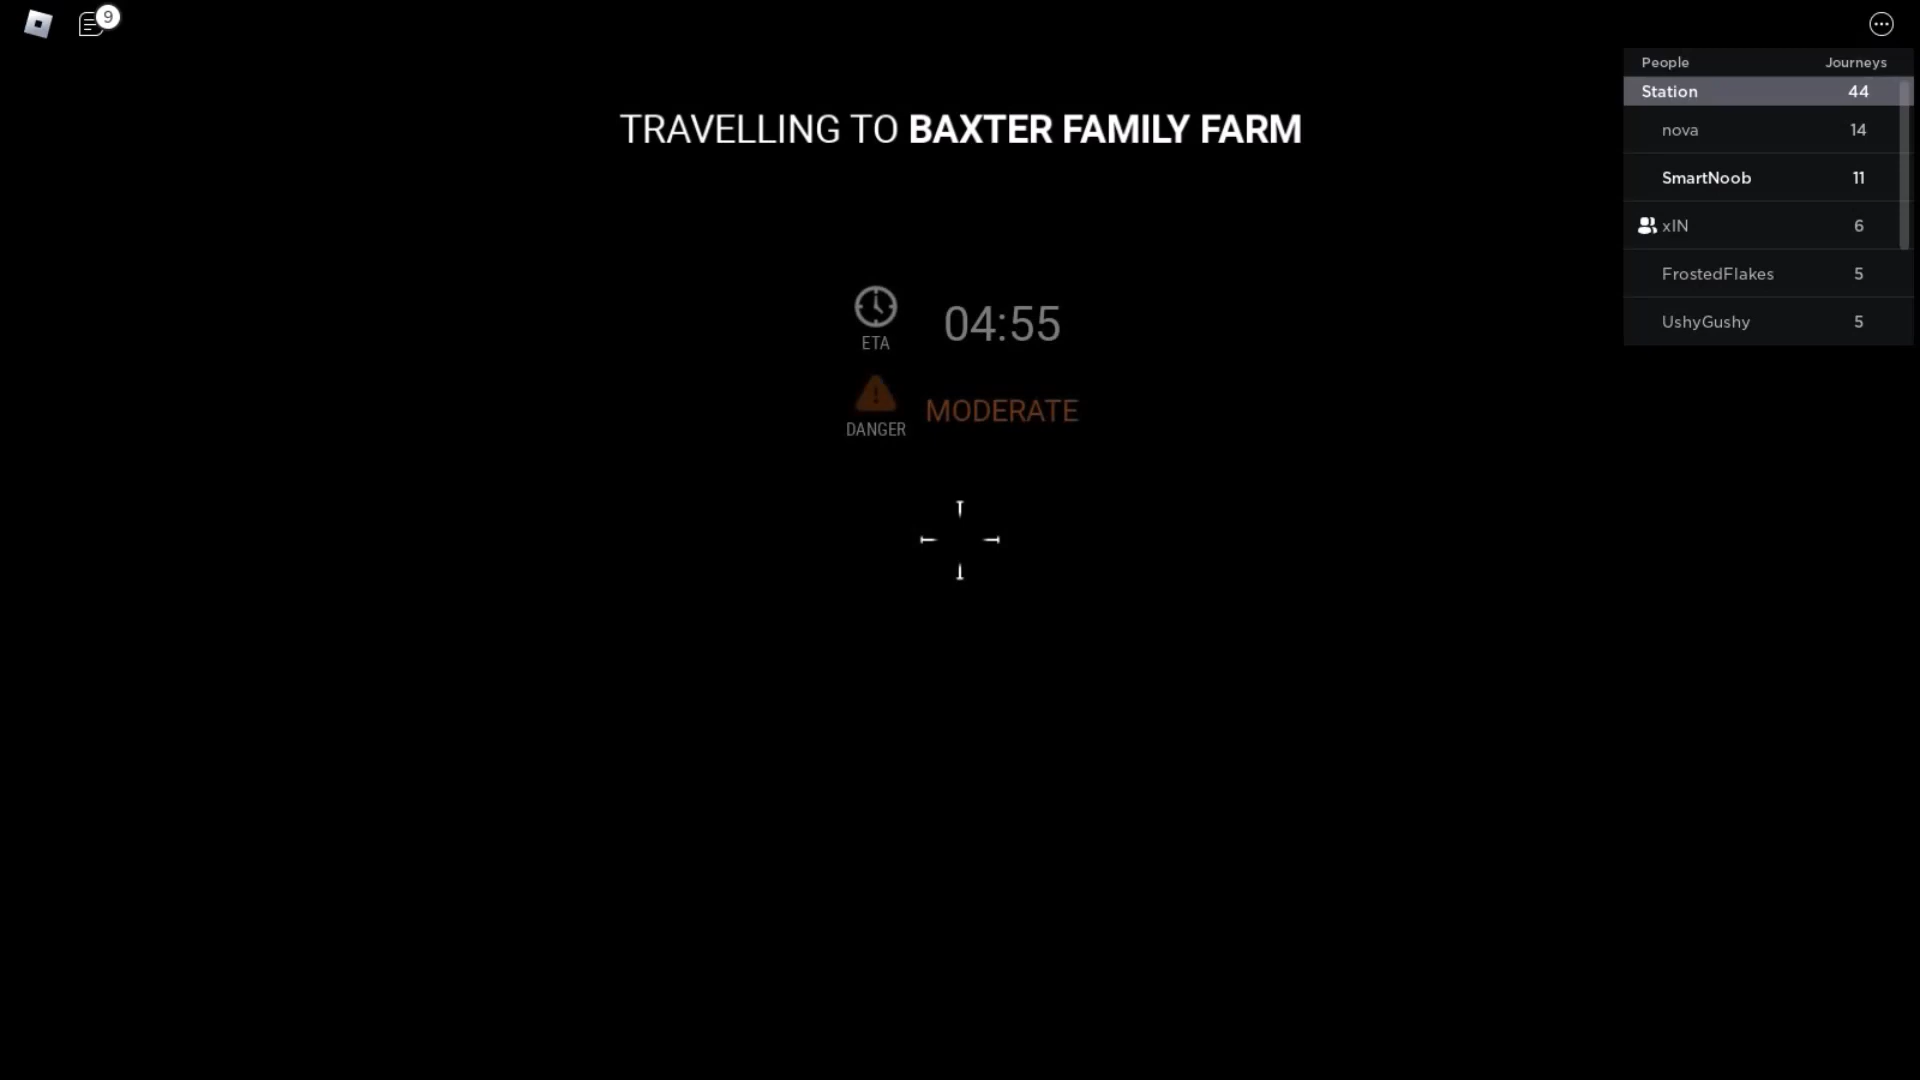 9
TRAVELLING TO BAXTER FAMILY FARM
04:55
ETA
MODERATE
DANGER
People Journeys
Station 44
nova 14
SmartNoob 11
xIN 6
FrostedFlakes 5
UshyGushy 5